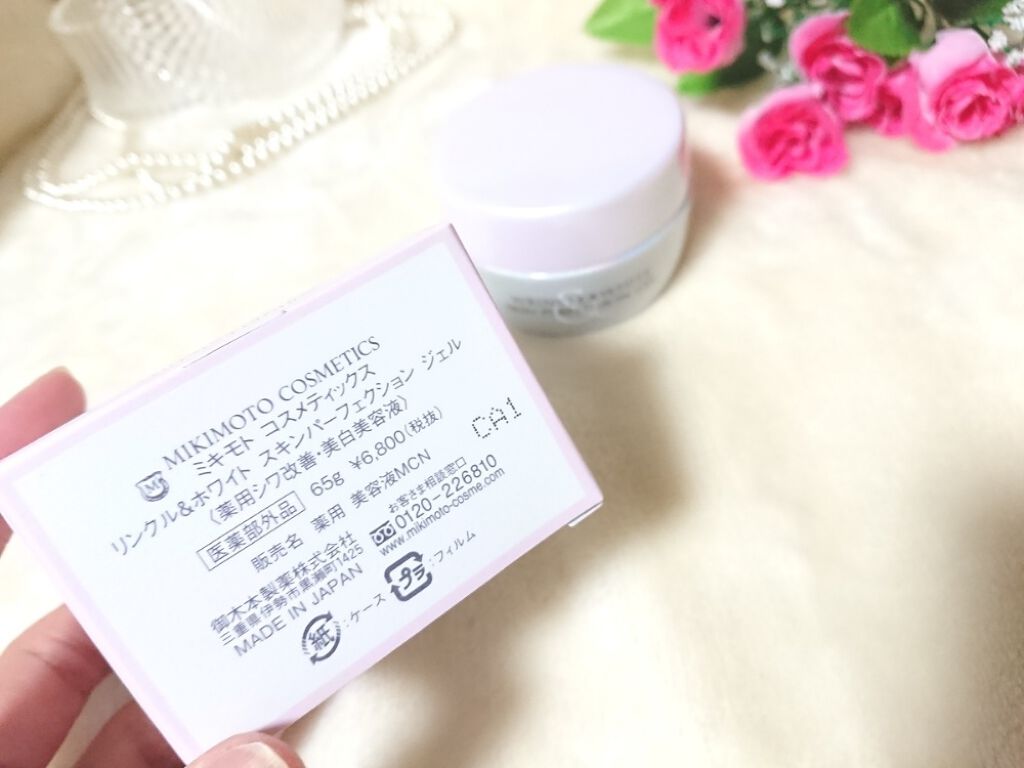 MIKIMOTO COSMETICS
ミキモト コスメティックス
リンクル&ホワイト スキンパーフェクション ジェル
〈薬用シワ改善・美白美容液〉
医薬部外品 65g ¥6,800(税抜)
販売名 薬用 美容液MCN
CA1
御木本製薬株式会社
三重県伊勢市黒瀬町1425
MADE IN JAPAN
お客さま相談窓口
0120-226810
www.mikimoto-cosme.com
紙:ケース プラ:フィルム